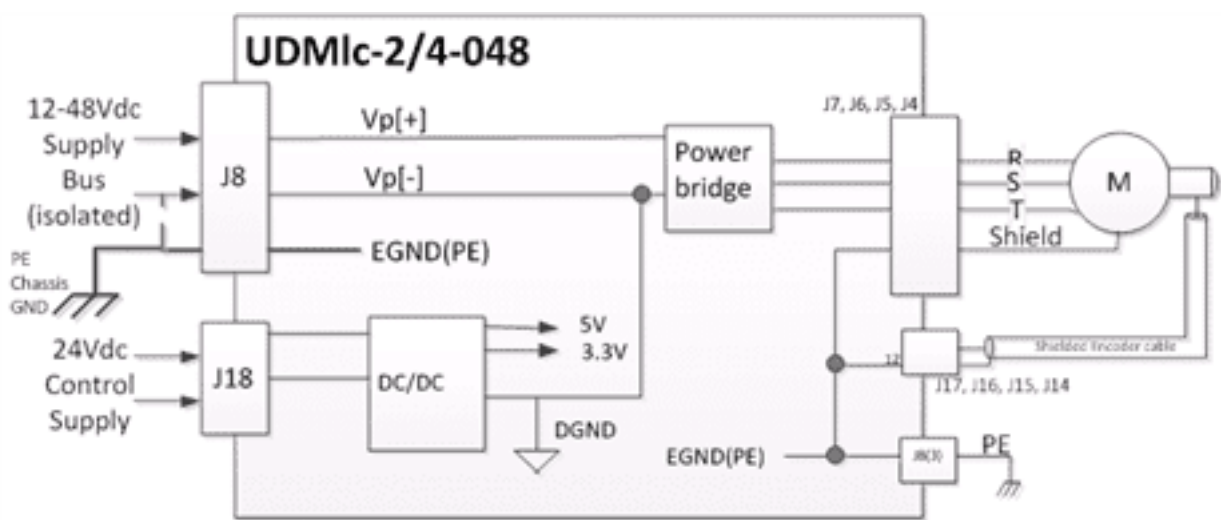 UDMlc-2/4-048
12-48Vdc
Supply
Bus
(isolated)
J8
Vp[+]
Vp[-]
EGND(PE)
PE
Chassis
GND
Power
bridge
J7, J6, J5, J4
R
S
T
Shield
M
24Vdc
Control
Supply
J18
DC/DC
5V
3.3V
DGND
12
Shielded Encoder cable
J17, J16, J15, J14
EGND(PE)
J8(3)
PE